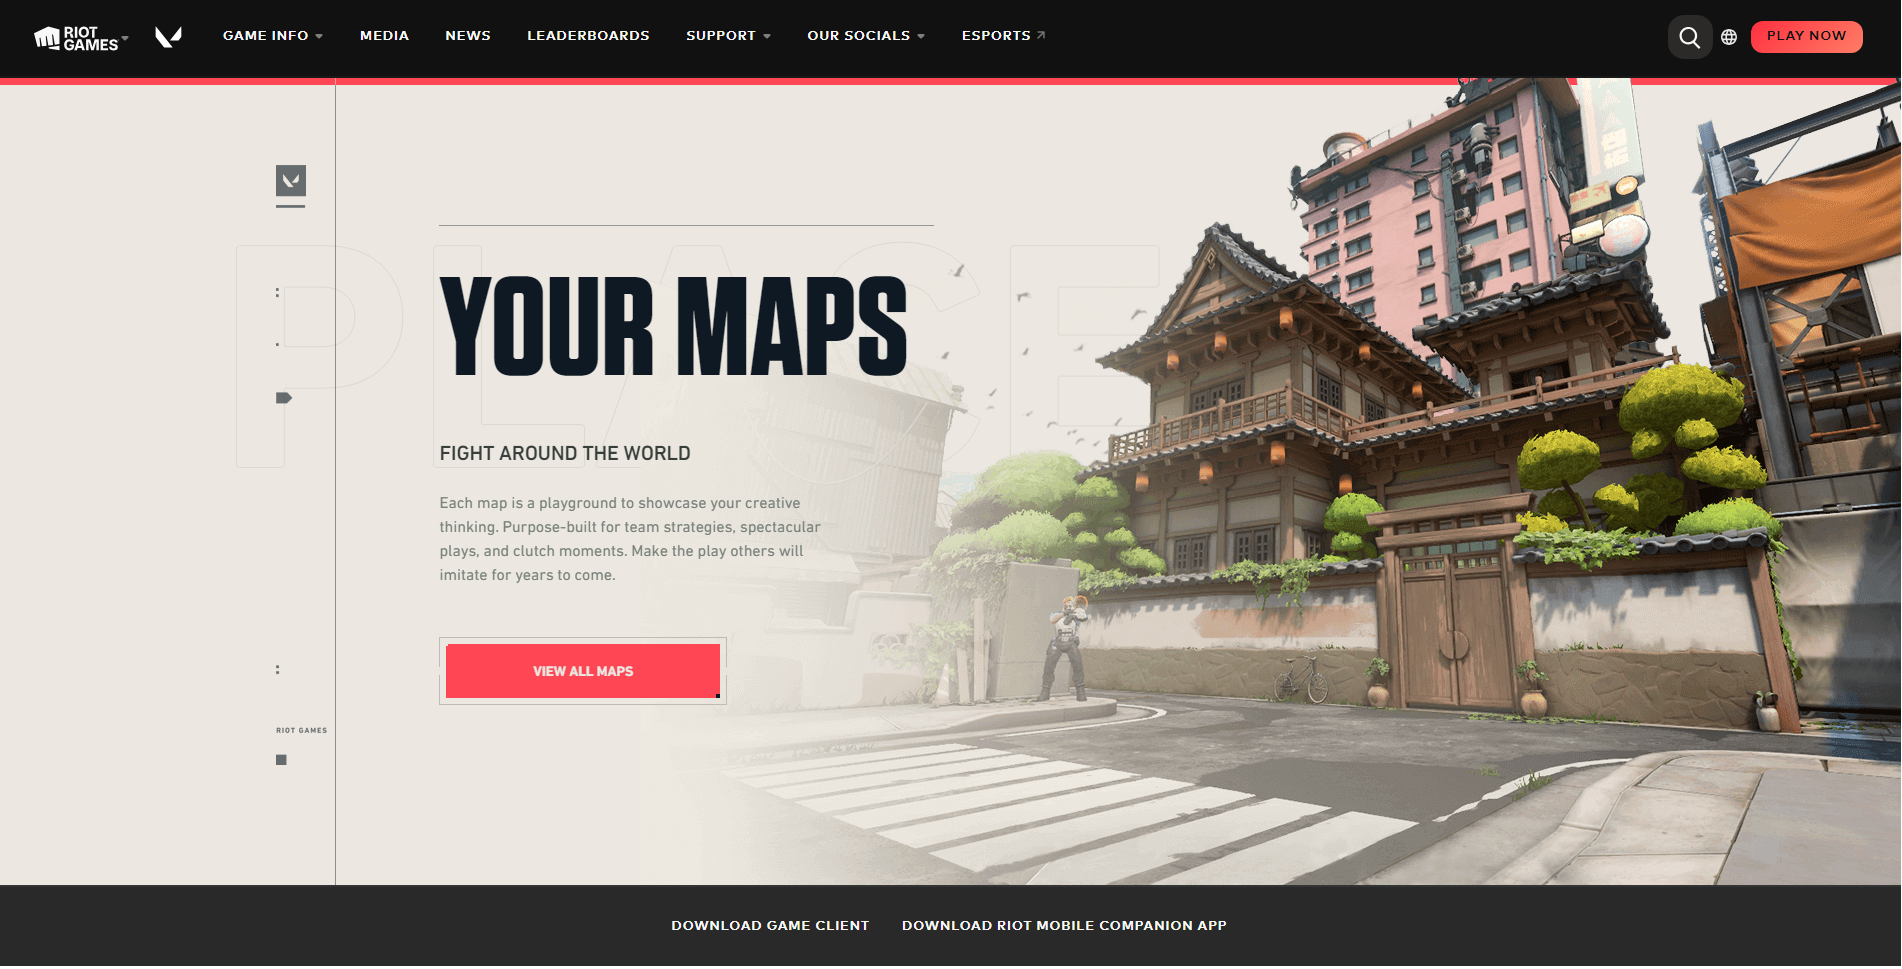 RIOT
GAMES
GAME INFO
MEDIA
NEWS
LEADERBOARDS
SUPPORT
OUR SOCIALS
ESPORTS
PLAY NOW
PLACE
YOUR MAPS
FIGHT AROUND THE WORLD
Each map is a playground to showcase your creative
thinking. Purpose-built for team strategies, spectacular
plays, and clutch moments. Make the play others will
imitate for years to come.
VIEW ALL MAPS
RIOT GAMES
DOWNLOAD GAME CLIENT
DOWNLOAD RIOT MOBILE COMPANION APP